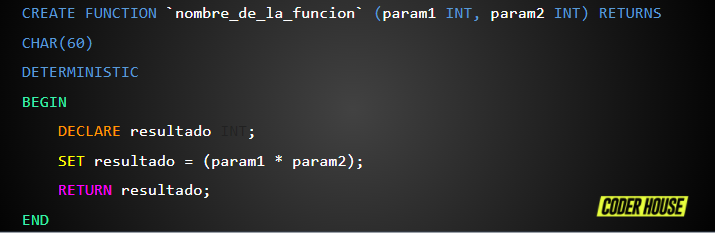 CREATE FUNCTION `nombre_de_la_funcion` (param1 INT, param2 INT) RETURNS
CHAR(60)
DETERMINISTIC
BEGIN
DECLARE resultado INT;
SET resultado = (param1 * param2);
RETURN resultado;
END
CODER HOUSE